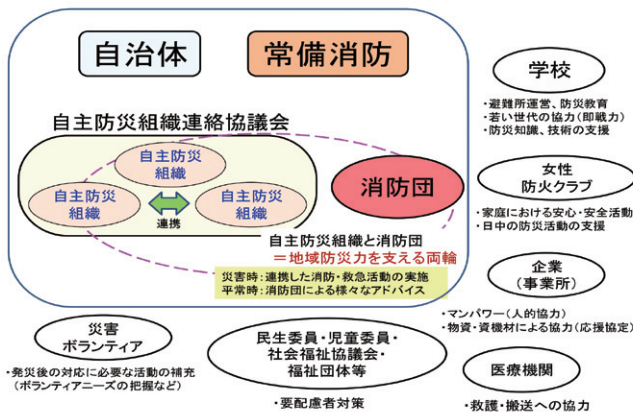 自治体
常備消防
自主防災組織連絡協議会
自主防災
組織
自主防災
組織
自主防災
組織
連携
消防団
自主防災組織と消防団
＝地域防災力を支える両輪
災害時：連携した消防・救急活動の実施
平常時：消防団による様々なアドバイス
学校
・避難所運営、防災教育
・若い世代の協力（即戦力）
・防災知識、技術の支援
女性
防火クラブ
・家庭における安心・安全活動
・日中の防災活動の支援
企業
（事業所）
・マンパワー（人的協力）
・物資・資機材による協力（応援協定）
災害
ボランティア
・発災後の対応に必要な活動の補充
（ボランティアニーズの把握など）
民生委員・児童委員・
社会福祉協議会・
福祉団体等
・要配慮者対策
医療機関
・救護・搬送への協力